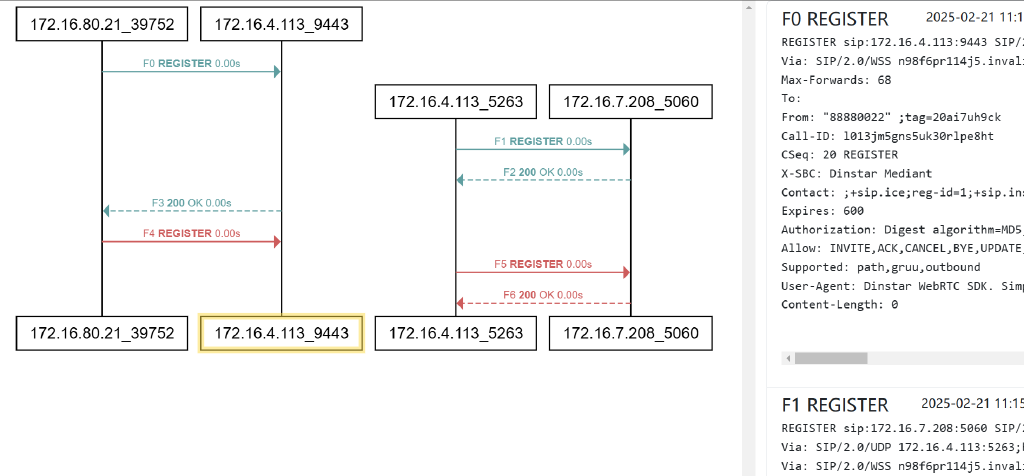 172.16.80.21_39752
172.16.4.113_9443
F0 REGISTER 0.00s
172.16.4.113_5263
172.16.7.208_5060
F1 REGISTER 0.00s
F2 200 OK 0.00s
F3 200 OK 0.00s
F4 REGISTER 0.00s
F5 REGISTER 0.00s
F6 200 OK 0.00s
172.16.80.21_39752
172.16.4.113_9443
172.16.4.113_5263
172.16.7.208_5060
F0 REGISTER 2025-02-21 11:1
REGISTER sip:172.16.4.113:9443 SIP/2
Via: SIP/2.0/WSS n98f6pr114j5.invali
Max-Forwards: 68
To:
From: "88880022" ;tag=20ai7uh9ck
Call-ID: l013jm5gns5uk30rlpe8ht
CSeq: 20 REGISTER
X-SBC: Dinstar Mediant
Contact: ;+sip.ice;reg-id=1;+sip.ins
Expires: 600
Authorization: Digest algorithm=MD5,
Allow: INVITE,ACK,CANCEL,BYE,UPDATE,
Supported: path,gruu,outbound
User-Agent: Dinstar WebRTC SDK. Simp
Content-Length: 0
F1 REGISTER 2025-02-21 11:15
REGISTER sip:172.16.7.208:5060 SIP/2
Via: SIP/2.0/UDP 172.16.4.113:5263;b
Via: SIP/2.0/WSS n98f6pr114j5.invali